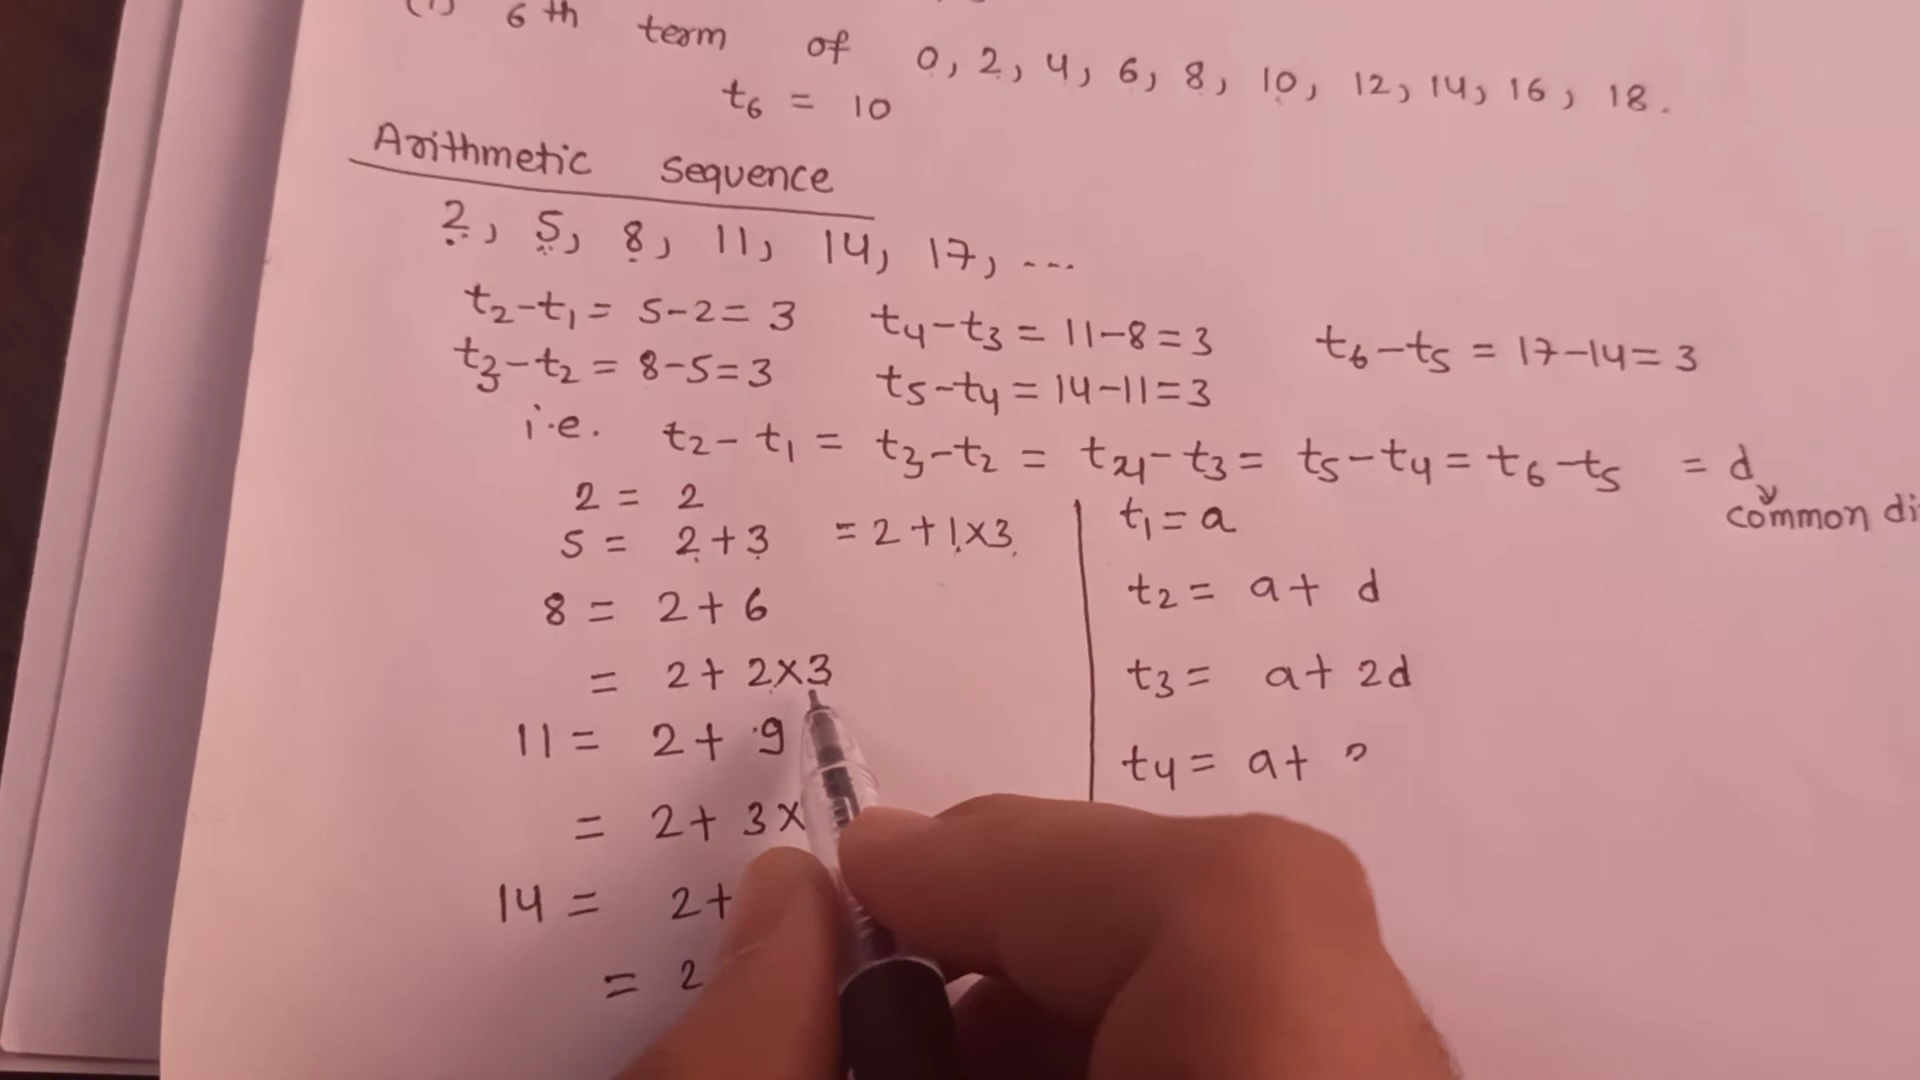 6th term of 0, 2, 4, 6, 8, 10, 12, 14, 16, 18.
t6 = 10
Arithmetic sequence
2, 5, 8, 11, 14, 17, ...
t2-t1 = 5-2 = 3 t4-t3 = 11-8 = 3 t6-t5 = 17-14 = 3
t3-t2 = 8-5 = 3 t5-t4 = 14-11 = 3
i.e. t2-t1 = t3-t2 = t4-t3 = t5-t4 = t6-t5 = d
common di
2 = 2
5 = 2+3 = 2+1×3
8 = 2+6
= 2+2×3
11 = 2+9
= 2+3×
14 = 2+
= 2
t1 = a
t2 = a+ d
t3 = a+ 2d
t4 = a+